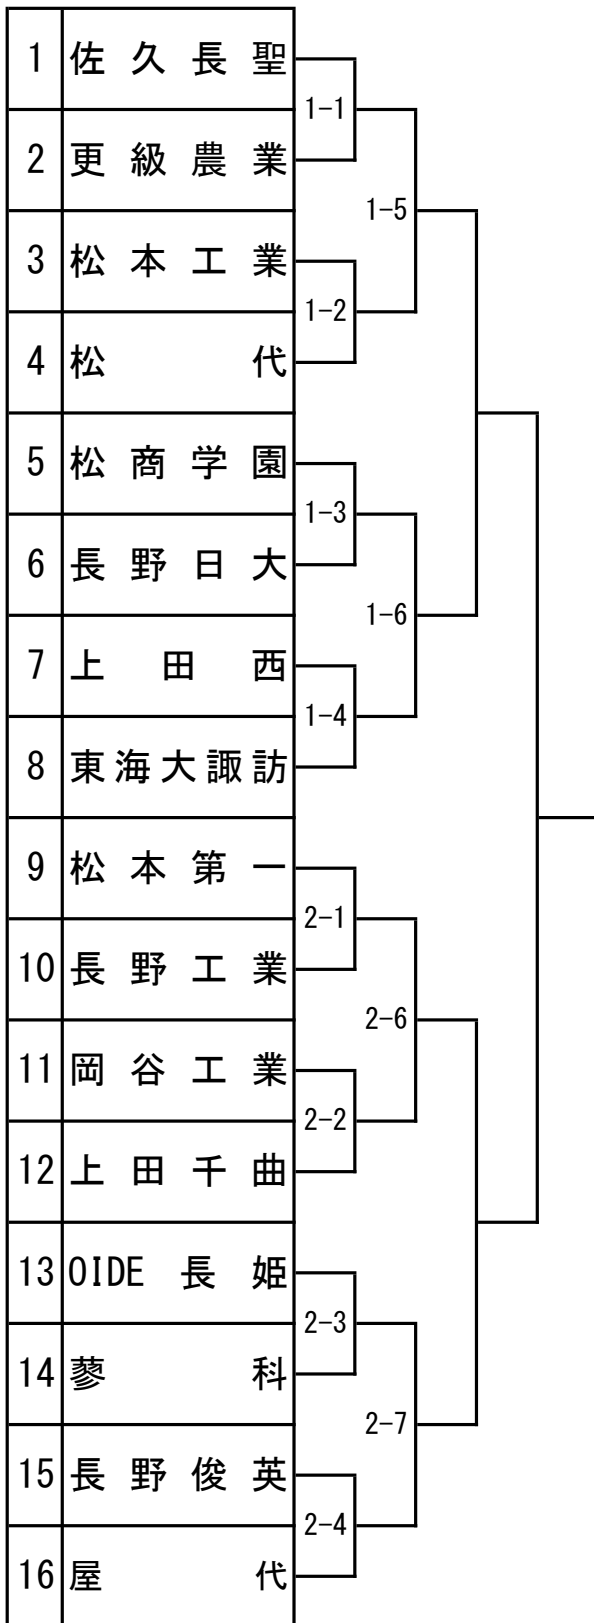 1 佐久長聖
1-1
2 更級農業
1-5
3 松本工業
1-2
4 松代
5 松商学園
1-3
6 長野日大
1-6
7 上田西
1-4
8 東海大諏訪
9 松本第一
2-1
10 長野工業
2-6
11 岡谷工業
2-2
12 上田千曲
13 OIDE長姫
2-3
14 蓼科
2-7
15 長野俊英
2-4
16 屋代